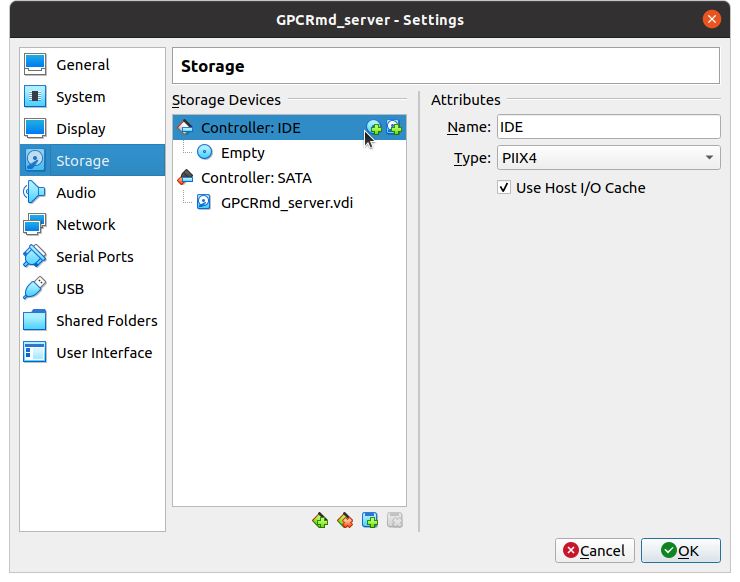 GPCRmd_server - Settings
General
System
Display
Storage
Audio
Network
Serial Ports
USB
Shared Folders
User Interface
Storage
Storage Devices
Controller: IDE
Empty
Controller: SATA
GPCRmd_server.vdi
Attributes
Name: IDE
Type: PIIX4
Use Host I/O Cache
Cancel
OK